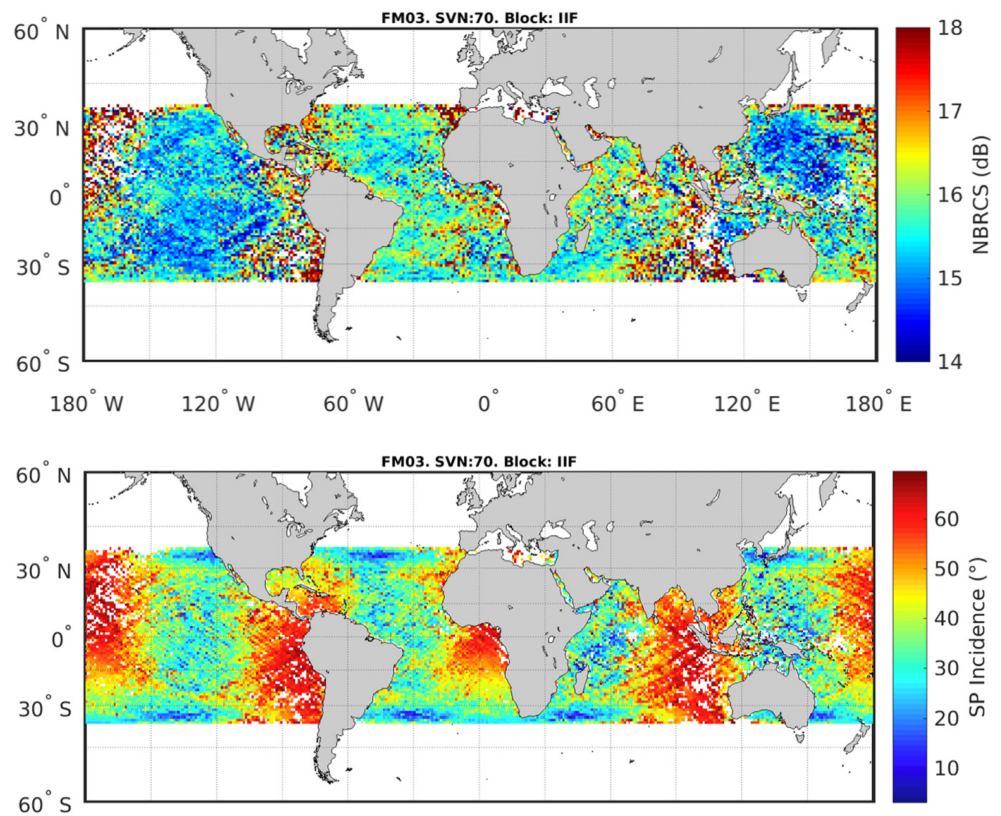 FM03. SVN:70. Block: IIF
60° N
30° N
0°
30° S
60° S
180° W 120° W 60° W 0° 60° E 120° E 180° E
18
17
16
15
14
NBRCS (dB)
FM03. SVN:70. Block: IIF
60° N
30° N
0°
30° S
60° S
60
50
40
30
20
10
SP Incidence (°)